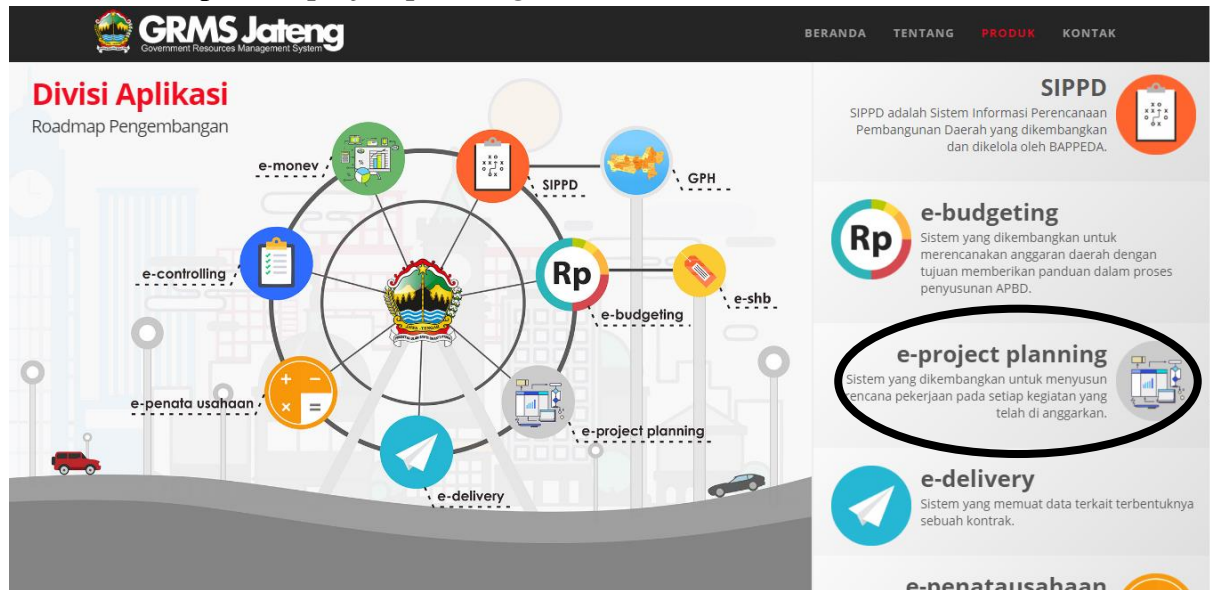 GRMS Jateng
Government Resources Management System
BERANDA TENTANG PRODUK KONTAK
Divisi Aplikasi
Roadmap Pengembangan
e-monev
SIPPD
GPH
e-controlling
Rp
e-budgeting
e-shb
e-penata usahaan
e-project planning
e-delivery
SIPPD
SIPPD adalah Sistem Informasi Perencanaan
Pembangunan Daerah yang dikembangkan
dan dikelola oleh BAPPEDA.
Rp
e-budgeting
Sistem yang dikembangkan untuk
merencanakan anggaran daerah dengan
tujuan memberikan panduan dalam proses
penyusunan APBD.
e-project planning
Sistem yang dikembangkan untuk menyusun
rencana pekerjaan pada setiap kegiatan yang
telah di anggarkan.
e-delivery
Sistem yang memuat data terkait terbentuknya
sebuah kontrak.
e-penatausahaan